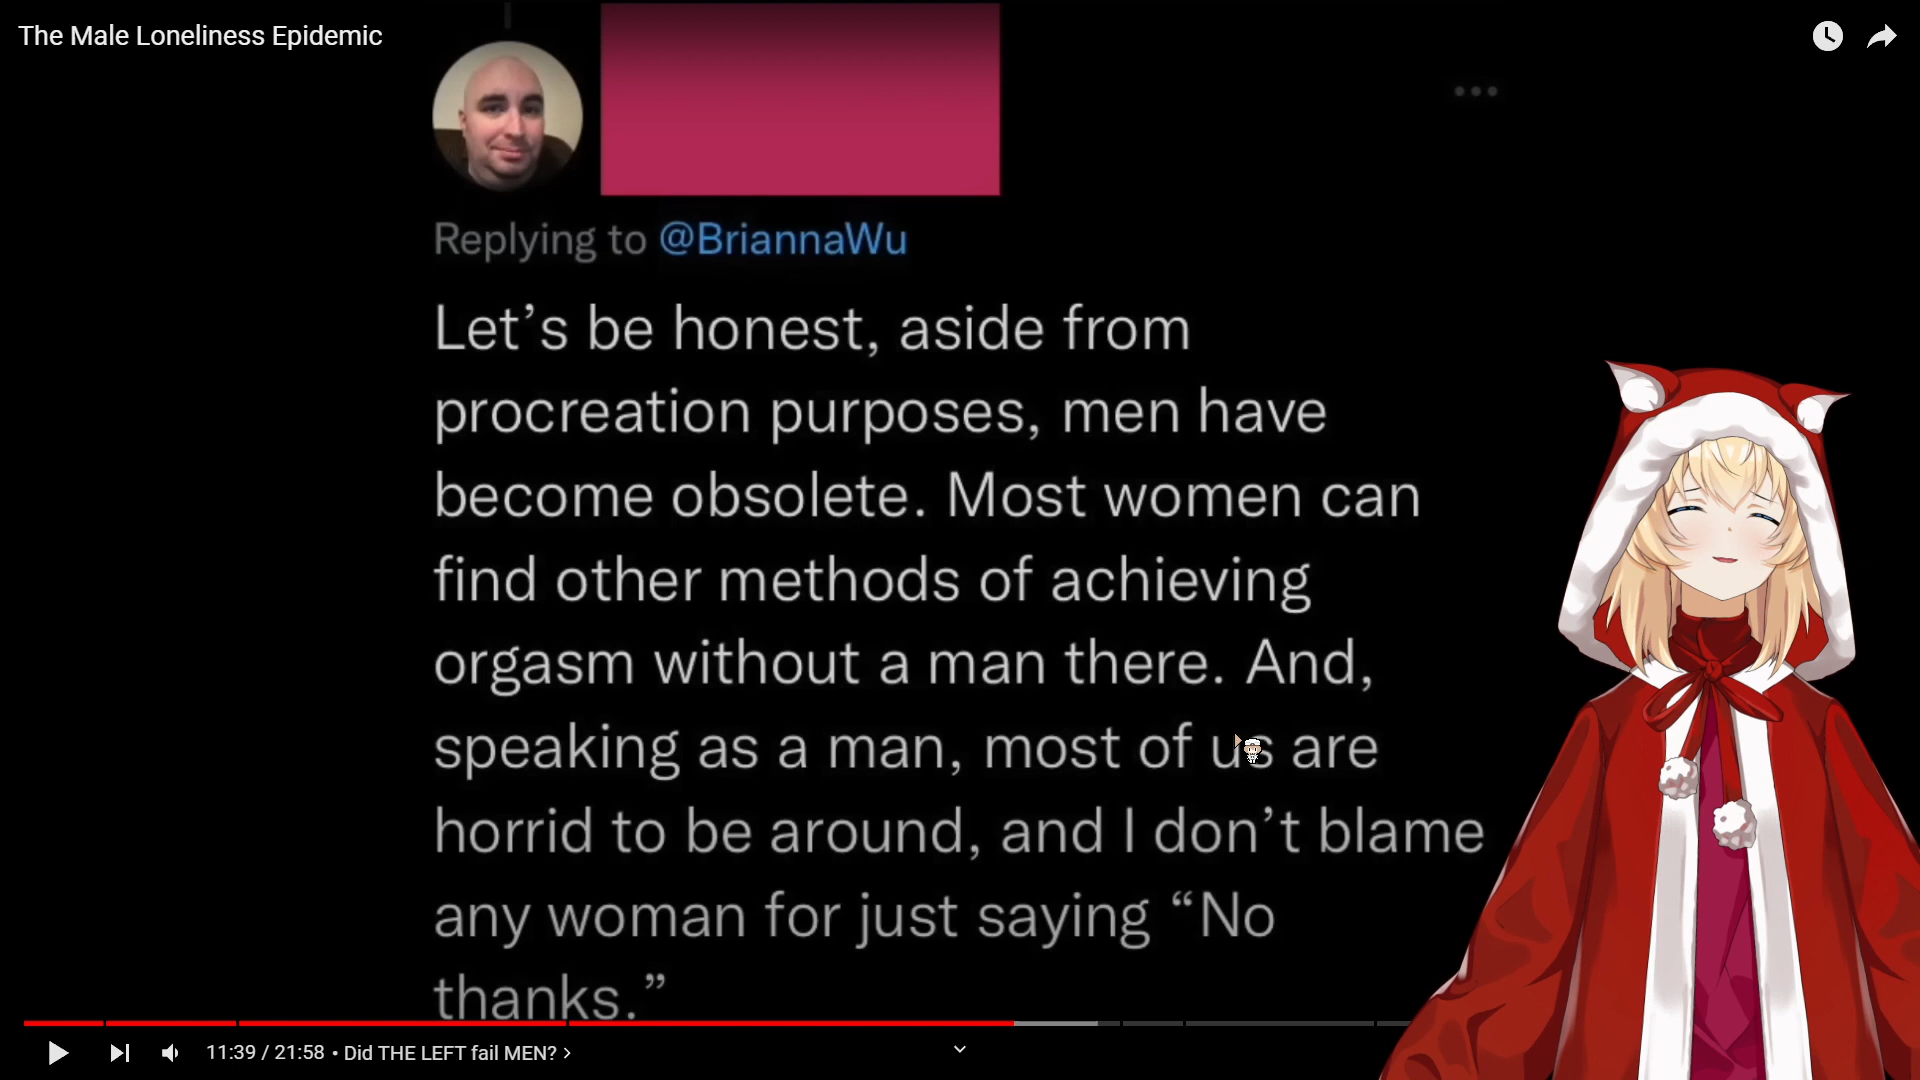 The Male Loneliness Epidemic
Replying to @BriannaWu
Let’s be honest, aside from
procreation purposes, men have
become obsolete. Most women can
find other methods of achieving
orgasm without a man there. And,
speaking as a man, most of us are
horrid to be around, and I don’t blame
any woman for just saying “No
thanks.”
11:39 / 21:58 • Did THE LEFT fail MEN? ›